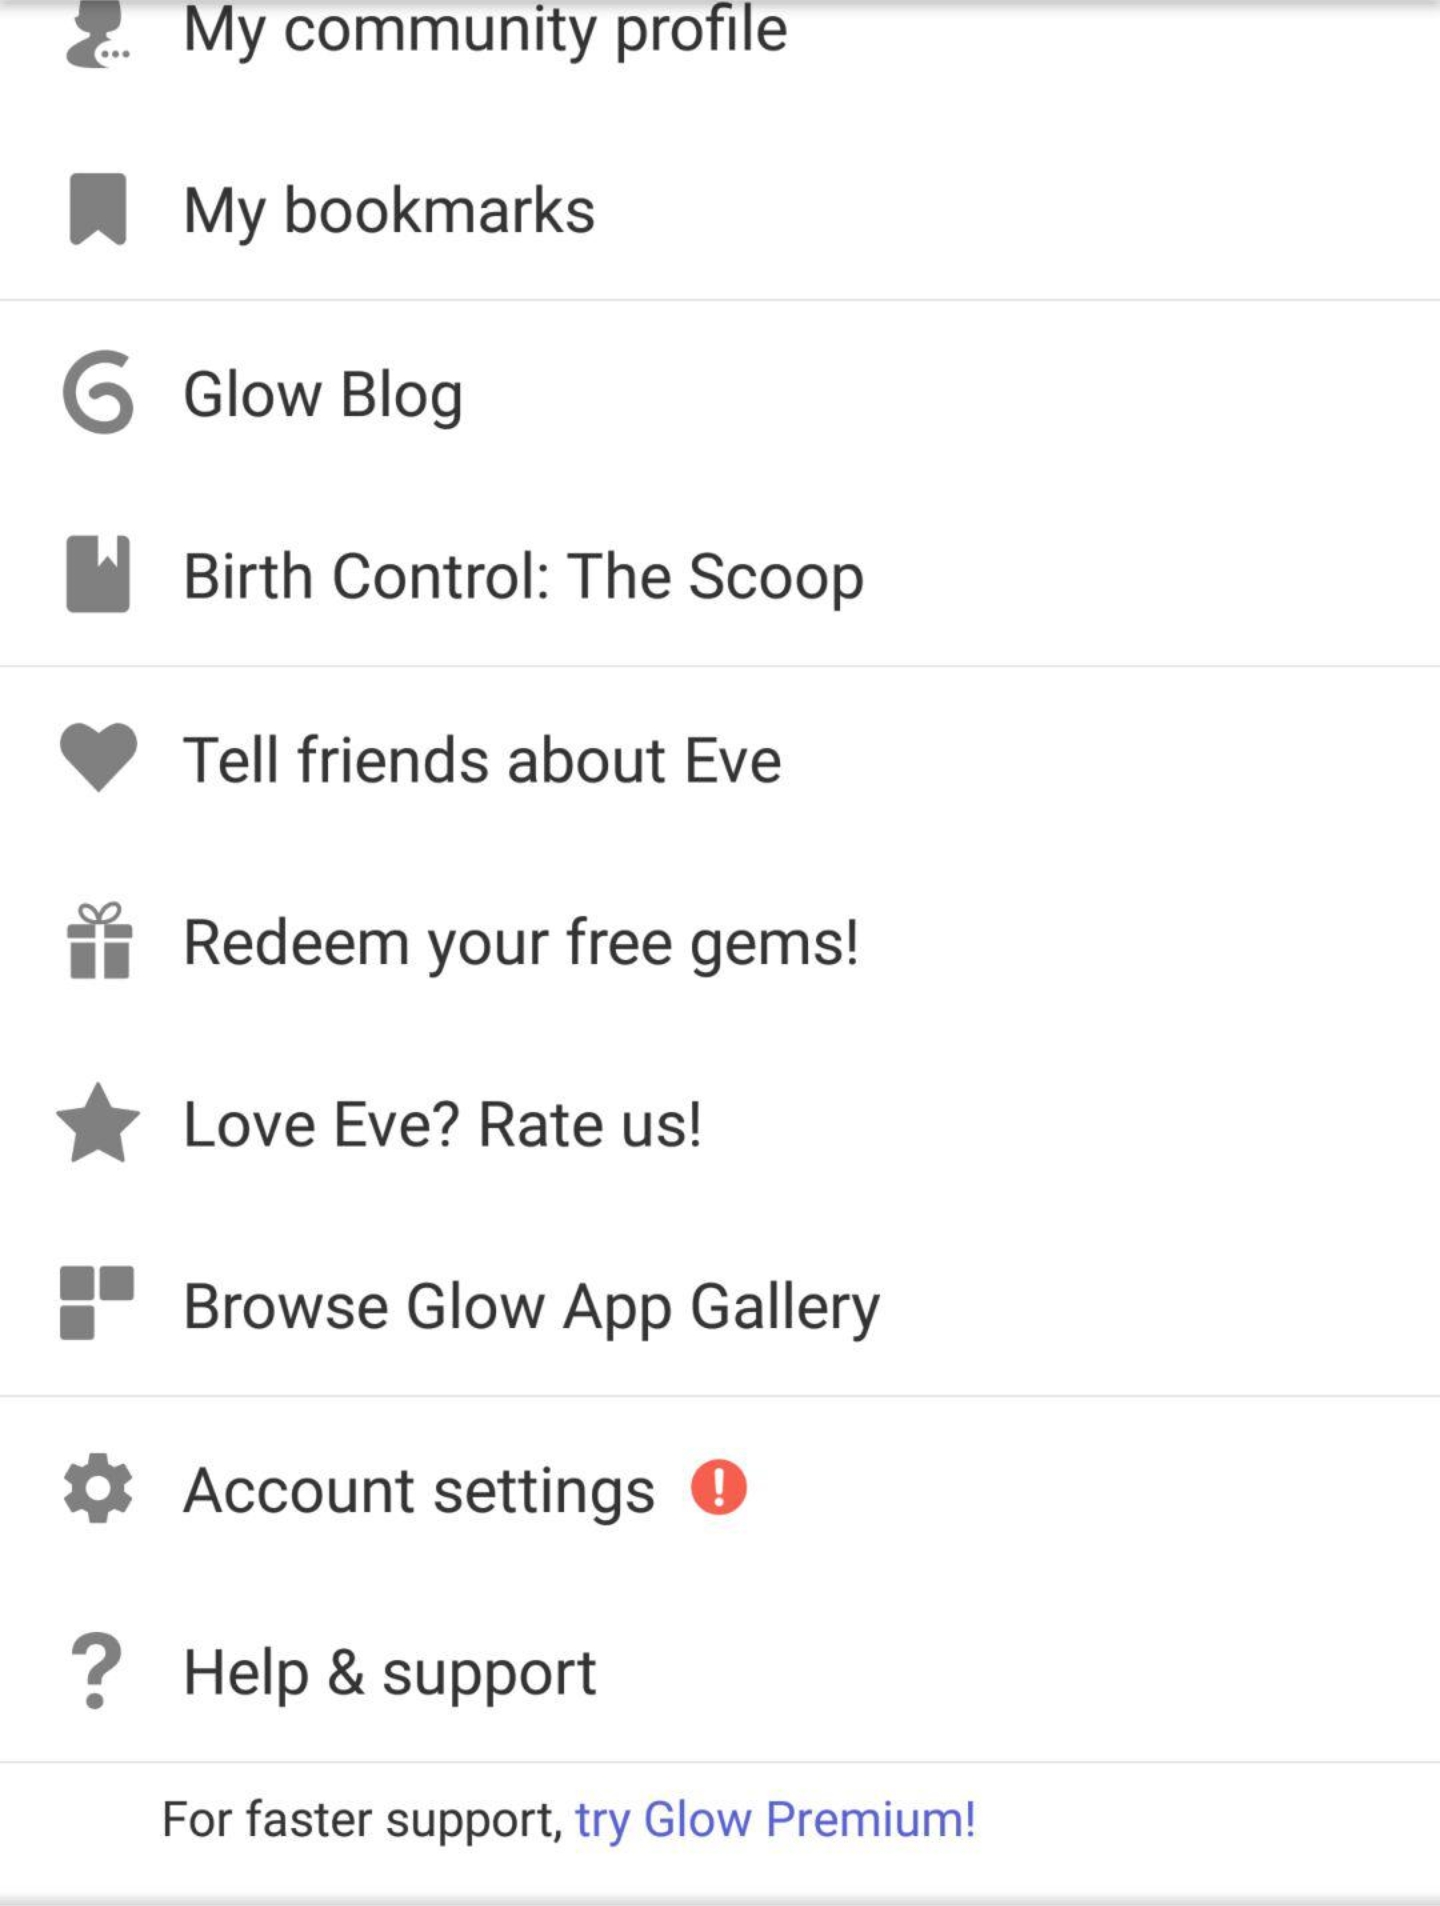 My community profile
My bookmarks
Glow Blog
Birth Control: The Scoop
Tell friends about Eve
Redeem your free gems!
Love Eve? Rate us!
Browse Glow App Gallery
Account settings
Help & support
For faster support, try Glow Premium!